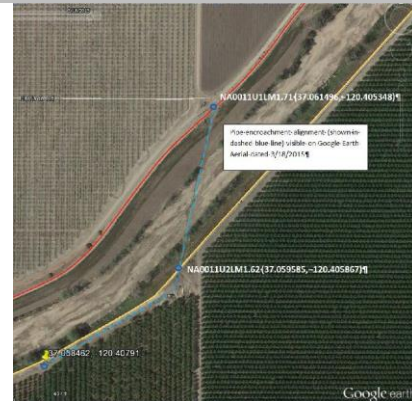 NA0011U1LM1.71(37.061496,-120.405348)¶
Pipe·encroachment·alignment·(shown·in·
dashed·blue·line)·visible·on·Google·Earth·
Aerial·dated·3/18/2015¶
NA0011U2LM1.62(37.059585,-120.405867)¶
37.058462, -120.40791
Google earth